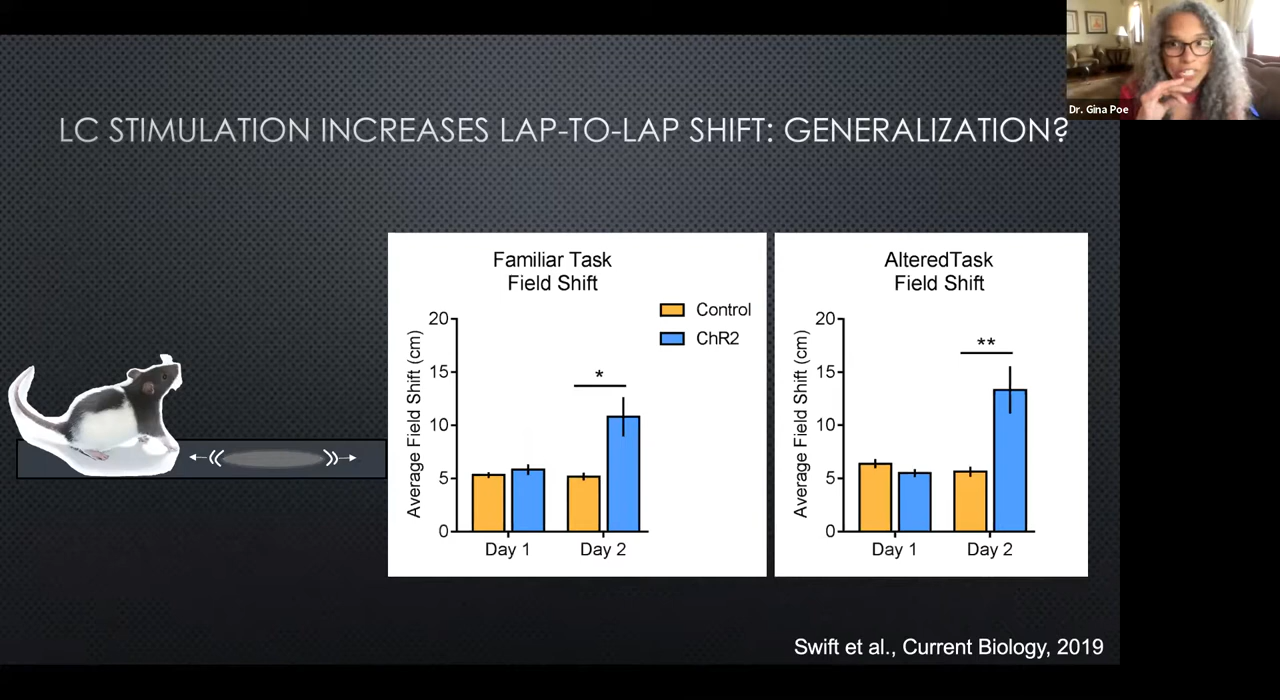 Dr. Gina Poe
LC STIMULATION INCREASES LAP-TO-LAP SHIFT: GENERALIZATION?
Familiar Task
Field Shift
Average Field Shift (cm)
20
15
10
5
0
*
Day 1
Day 2
Control
ChR2
AlteredTask
Field Shift
Average Field Shift (cm)
20
15
10
5
0
**
Day 1
Day 2
Swift et al., Current Biology, 2019